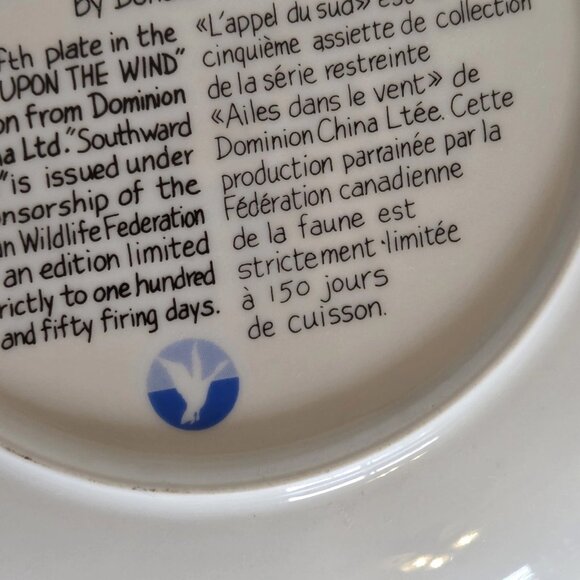 by
fth plate in the
UPON THE WIND"
on from Dominion
a Ltd. "Southward
" is issued under
nsorship of the
n Wildlife Federation
an edition limited
rictly to one hundred
and fifty firing days.
«L'appel du sud»
cinquième assiette de collection
de la série restreinte
«Ailes dans le vent» de
Dominion China Ltée. Cette
production parrainée par la
Fédération canadienne
de la faune est
strictement limitée
à 150 jours
de cuisson.